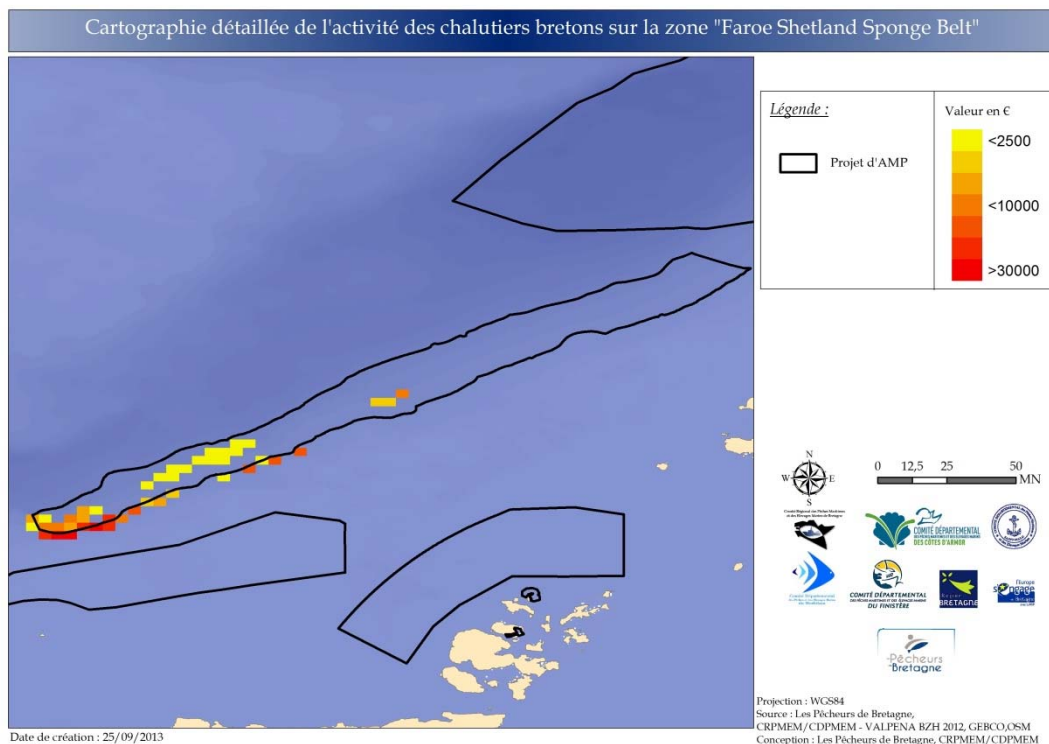 Cartographie détaillée de l'activité des chalutiers bretons sur la zone "Faroe Shetland Sponge Belt"
Légende :
Projet d'AMP
Valeur en €
<2500
<10000
>30000
N
W
E
S
0 12,5 25 50
MN
COMITÉ DÉPARTEMENTAL
DES CÔTES D'ARMOR
COMITÉ DÉPARTEMENTAL
DU FINISTÈRE
BRETAGNE
l'Europe
s'engage
Pêcheurs
de
Bretagne
Projection : WGS84
Source : Les Pêcheurs de Bretagne,
CRPMEM/CDPMEM - VALPENA BZH 2012, GEBCO,OSM
Conception : Les Pêcheurs de Bretagne, CRPMEM/CDPMEM
Date de création : 25/09/2013